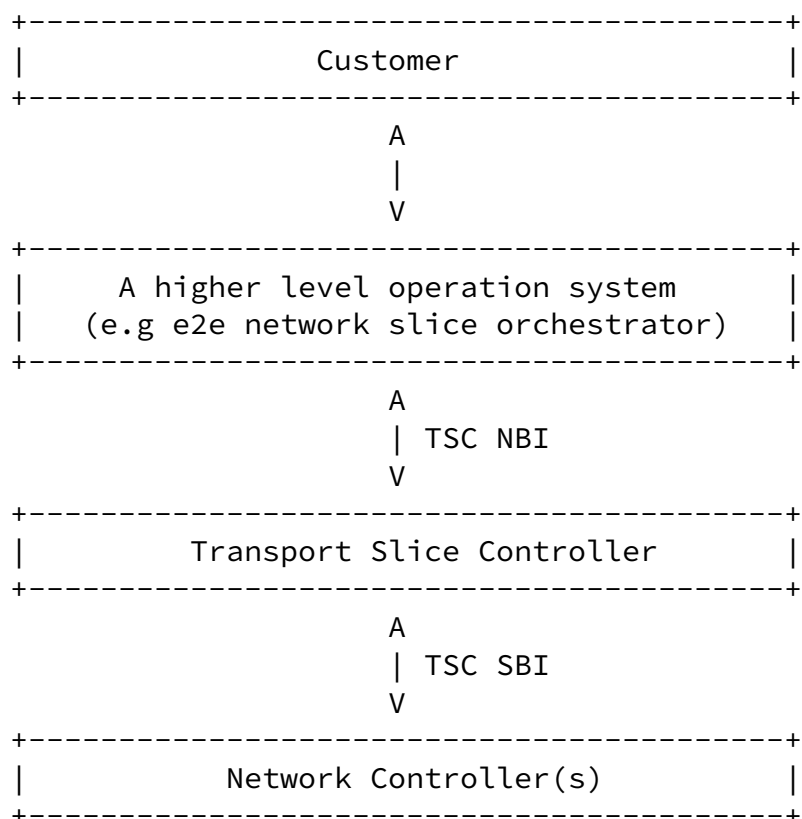 Customer
A
|
V
A higher level operation system
(e.g e2e network slice orchestrator)
A
| TSC NBI
V
Transport Slice Controller
A
| TSC SBI
V
Network Controller(s)